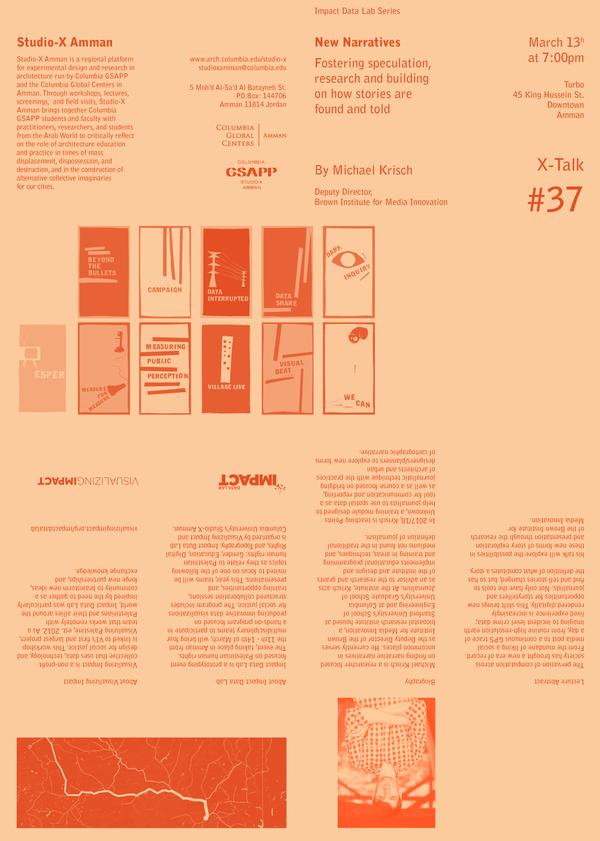 Impact Data Lab Series
Studio-X Amman
Studio-X Amman is a regional platform
for experimental design and research in
architecture run by Columbia GSAPP
and the Columbia Global Centers in
Amman. Through workshops, lectures,
screenings, and field visits, Studio-X
Amman brings together Columbia
GSAPP students and faculty with
practitioners, researchers, and students
from the Arab World to critically reflect
on the role of architecture education
and practice in times of mass
displacement, dispossession, and
destruction, and in the construction of
alternative collective imaginaries
for our cities.
www.arch.columbia.edu/studio-x
studioxamman@columbia.edu
5 Moh'd Al-Sa'd Al Batayneh St.
P.O.Box: 144706
Amman 11814 Jordan
COLUMBIA
GLOBAL
CENTERS
AMMAN
COLUMBIA
GSAPP
STUDIO-X
AMMAN
New Narratives
Fostering speculation,
research and building
on how stories are
found and told
By Michael Krisch
Deputy Director,
Brown Institute for Media Innovation
March 13th
at 7:00pm
Turbo
45 King Hussein St.
Downtown
Amman
X-Talk
#37
BEYOND
THE
BULLETS
CAMPAIGN
DATA
INTERRUPTED
DATA
SHARE
DARK
INQUIRY
ESPER
MEASURE
FOR
MEASURE
MEASURING
PUBLIC
PERCEPTION
VILLAGE LIVE
VISUAL
BEAT
WE
CAN
Lecture Abstract
The pervation of computation across
society has brought a new era of record.
From the mundane of liking a social
media post to a continuous GPS trace of
a day, from matter high-resolution earth
imaging to incident level crime data,
lived experience is increasingly
rendered digitally. This shift brings new
opportunities for storytellers and
journalists. Not only have the tools to
find and tell stories changed, but so has
the definition of what constitutes a story.
his talk will explore the possibilities in
these new forms of story exploration
and presentation through the research
of the Brown Institute for
Media Innovation.
Biography
Michael Krisch is a researcher focused
on finding narrative narratives in
uncommon places. He currently serves
as the Deputy Director of the Brown
Institute for Media Innovation, a
bicoastal research institute housed at
Stanford University's School of
Engineering and at Columbia
University's Graduate School of
Journalism. At the institute, Krisch acts
as an advisor to the research and grants
of the institute and designs and
implements educational programming
and training in areas, techniques, and
mediums not found in the traditional
definition of journalism.
In 2017/18, Krisch is teaching Points
Unknown, a training module designed to
help journalists to use spatial data as a
tool for communication and reporting,
as well as a course focused on bridging
journalistic technique with the practices
of architects and urban
designers/planners to explore new forms
of cartographic narrative.
About Impact Data Lab
Impact Data Lab is a prototyping event
focused on Palestinian human rights.
The event, taking place in Amman from
the 11th - 14th of March, will bring four
multidisciplinary teams to participate in
a hands-on program focused on
producing innovative data visualizations
for social justice. The program includes
structured collaboration session,
training opportunities, and
presentations. This year, teams will be
invited to focus on one of the following
topics as they relate to Palestinian
human rights: Gender, Education, Digital
Rights, and Topography. Impact Data Lab
is organized by Visualizing Impact and
Columbia University Studio-X Amman.
DATA LAB
IMPACT
About Visualizing Impact
Visualizing Impact is a non-profit
collective that uses data, technology, and
design for social justice. This workshop
is linked to VI's first and largest project,
Visualizing Palestine, est. 2012. As a
team that works remotely with
partners and allies around the
world, Impact Data Lab was particularly
inspired by the need to gather as a
community to brainstorm new ideas,
forge new partnerships, and
exchange knowledge.
visualizingimpact.org/impactdatalab
VISUALIZINGIMPACT